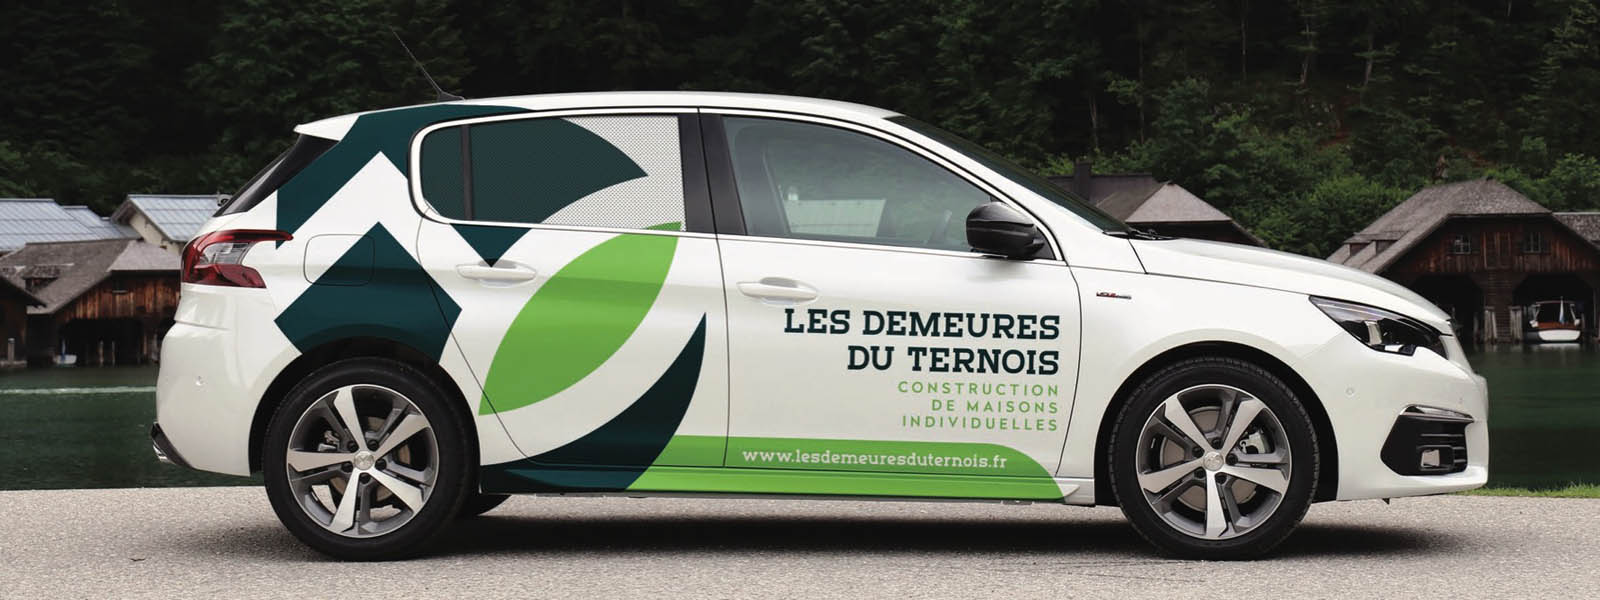 LES DEMEURES
DU TERNOIS
CONSTRUCTION
DE MAISONS
INDIVIDUELLES
www.lesdemeuresduternois.fr